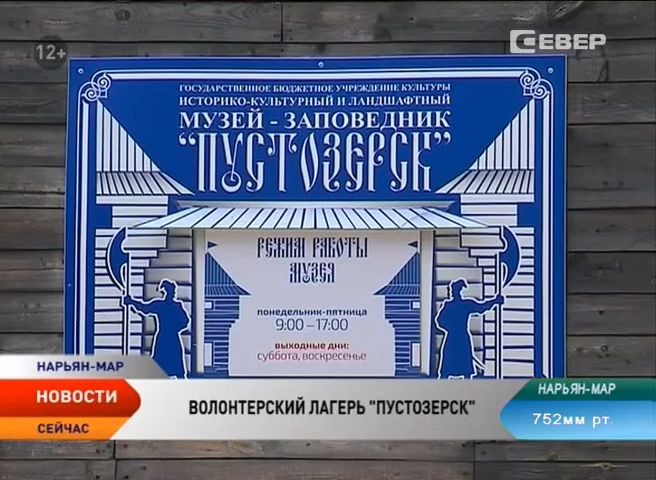 12+
СЕВЕР
ГОСУДАРСТВЕННОЕ БЮДЖЕТНОЕ УЧРЕЖДЕНИЕ КУЛЬТУРЫ
ИСТОРИКО-КУЛЬТУРНЫЙ И ЛАНДШАФТНЫЙ
МУЗЕЙ - ЗАПОВЕДНИК
"ПУСТОЗЕРСК"
РЕЖИМ РАБОТЫ
МУЗЕЯ
понедельник-пятница
9:00 – 17:00
выходные дни:
суббота, воскресенье
НАРЬЯН-МАР
НОВОСТИ
СЕЙЧАС
ВОЛОНТЕРСКИЙ ЛАГЕРЬ "ПУСТОЗЕРСК"
НАРЬЯН-МАР
752мм рт.